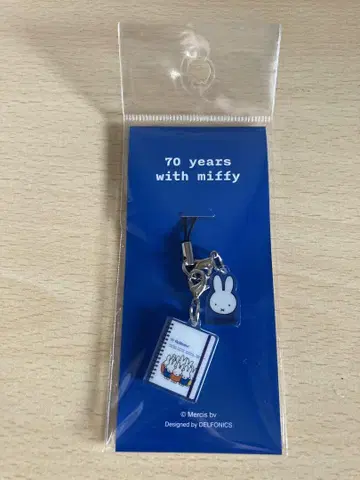 70 years
with miffy
© Mercis bv
Designed by DELFONICS